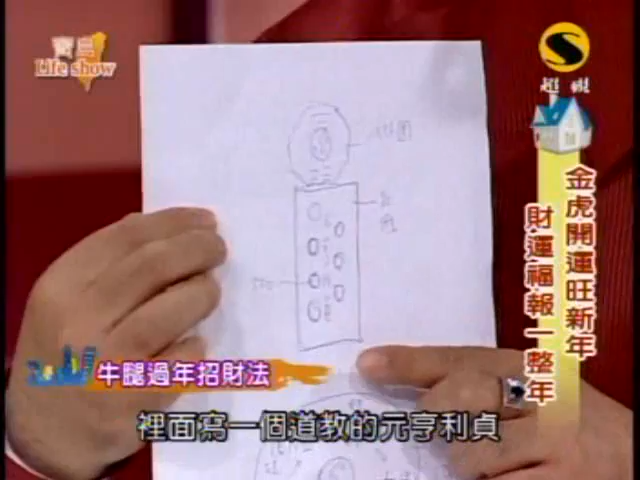 寶島
Life show
超視
金虎開運旺新年
財運福報一整年
牛腿過年招財法
裡面寫一個道教的元亨利貞